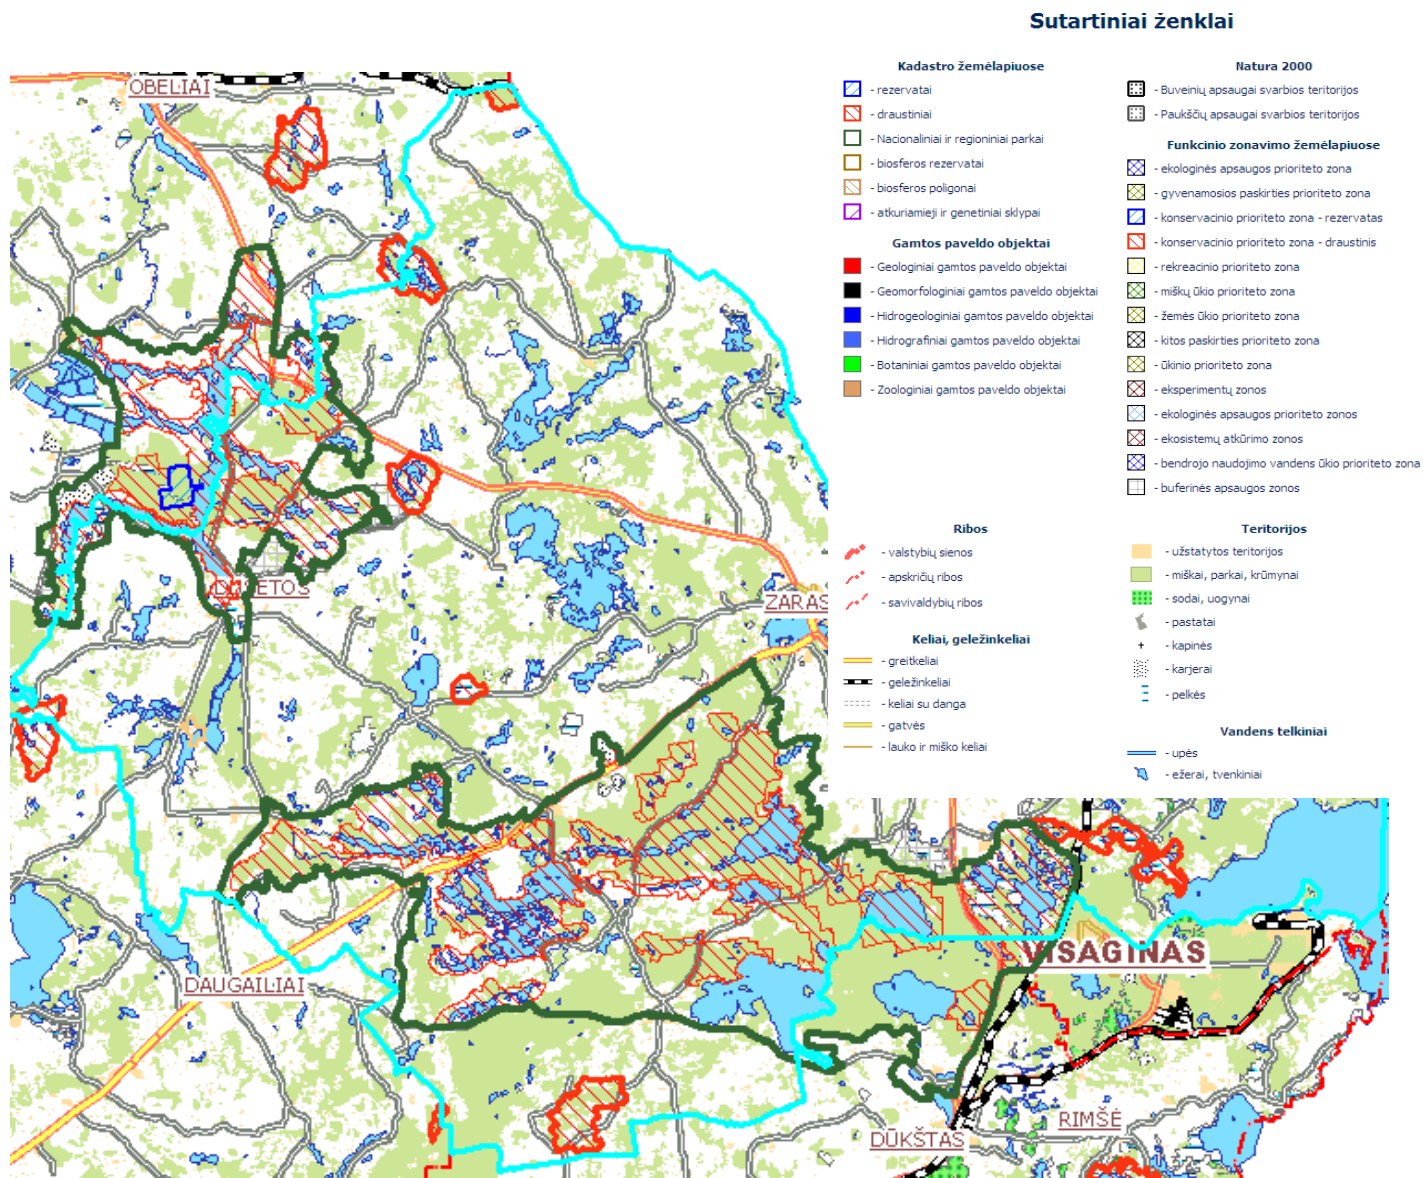 Sutartiniai ženklai
Kadastro žemėlapiuose
- rezervatai
- draustiniai
- Nacionaliniai ir regioniniai parkai
- biosferos rezervatai
- biosferos poligonai
- atkuriamieji ir genetiniai sklypai
Gamtos paveldo objektai
- Geologiniai gamtos paveldo objektai
- Geomorfologiniai gamtos paveldo objektai
- Hidrogeologiniai gamtos paveldo objektai
- Hidrografiniai gamtos paveldo objektai
- Botaniniai gamtos paveldo objektai
- Zoologiniai gamtos paveldo objektai
Natura 2000
- Buveinių apsaugai svarbios teritorijos
- Paukščių apsaugai svarbios teritorijos
Funkcinio zonavimo žemėlapiuose
- ekologinės apsaugos prioriteto zona
- gyvenamosios paskirties prioriteto zona
- konservacinio prioriteto zona - rezervatas
- konservacinio prioriteto zona - draustinis
- rekreacinio prioriteto zona
- miškų ūkio prioriteto zona
- žemės ūkio prioriteto zona
- kitos paskirties prioriteto zona
- ūkinio prioriteto zona
- eksperimentų zonos
- ekologinės apsaugos prioriteto zonos
- ekosistemų atkūrimo zonos
- bendrojo naudojimo vandens ūkio prioriteto zona
- buferinės apsaugos zonos
Ribos
- valstybių sienos
- apskričių ribos
- savivaldybių ribos
Keliai, geležinkeliai
- greitkeliai
- geležinkeliai
- keliai su danga
- gatvės
- lauko ir miško keliai
Teritorijos
- užstatytos teritorijos
- miškai, parkai, krūmynai
- sodai, uogynai
- pastatai
- kapinės
- karjerai
- pelkės
Vandens telkiniai
- upės
- ežerai, tvenkiniai
OBELIAI
ZARAS
VISAGINAS
DAUGAILIAI
RIMŠĖ
DŪKŠTAS